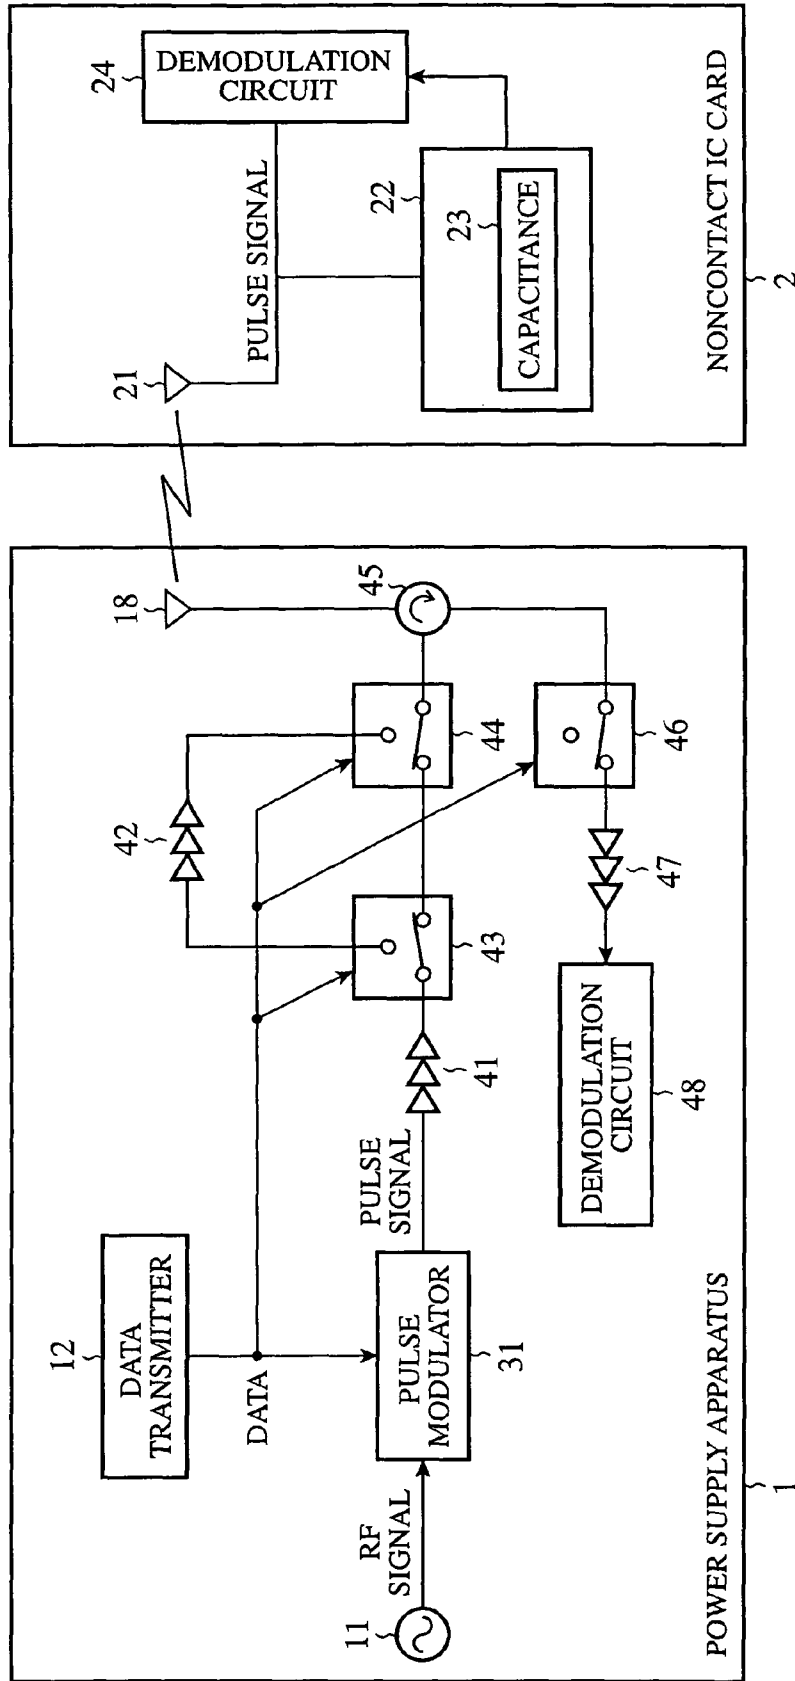 12
DATA
TRANSMITTER
DATA
11
RF
SIGNAL
PULSE
MODULATOR
31
PULSE
SIGNAL
41
42
43
44
18
45
46
47
DEMODULATION
CIRCUIT
48
POWER SUPPLY APPARATUS
1
21
PULSE SIGNAL
24
DEMODULATION
CIRCUIT
22
23
CAPACITANCE
NONCONTACT IC CARD
2